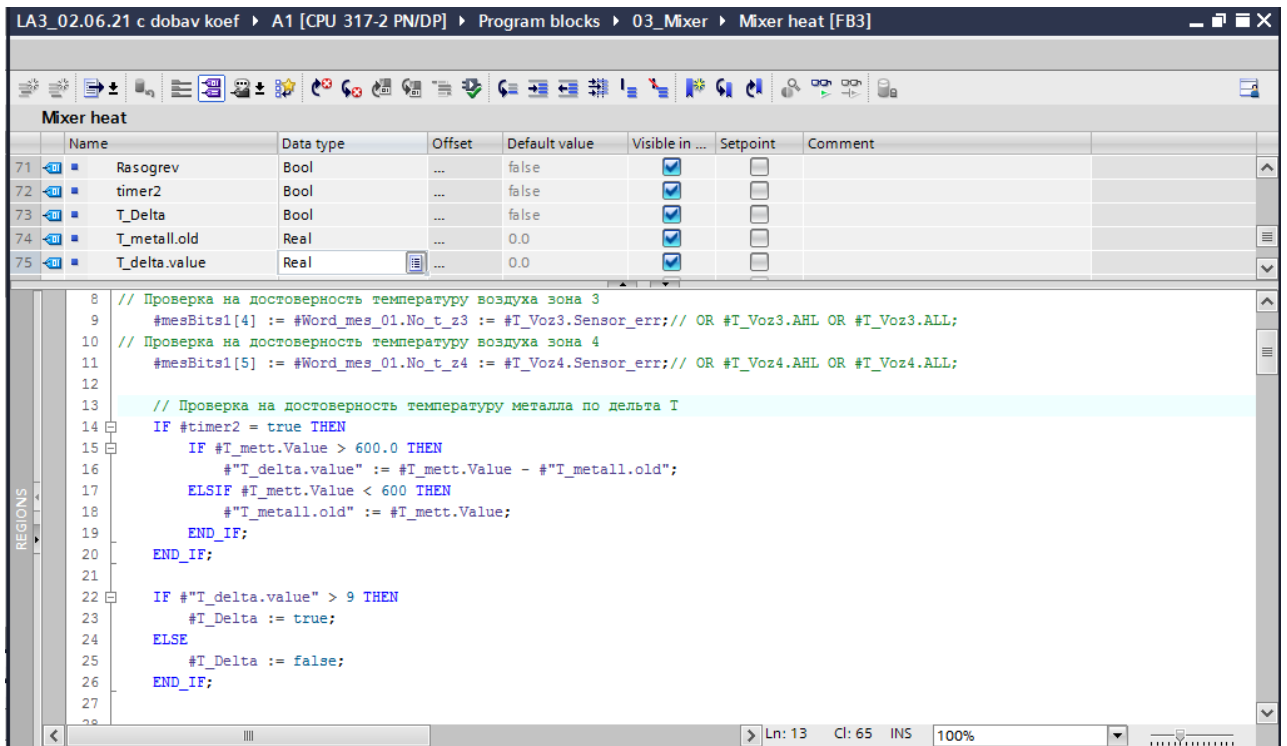 LA3_02.06.21 c dobav koef ▸ A1 [CPU 317-2 PN/DP] ▸ Program blocks ▸ 03_Mixer ▸ Mixer heat [FB3]
Mixer heat
Name Data type Offset Default value Visible in ... Setpoint Comment
71 Rasogrev Bool ... false
72 timer2 Bool ... false
73 T_Delta Bool ... false
74 T_metall.old Real ... 0.0
75 T_delta.value Real ... 0.0
8 // Проверка на достоверность температуру воздуха зона 3
9 #mesBits1[4] := #Word_mes_01.No_t_z3 := #T_Voz3.Sensor_err;// OR #T_Voz3.AHL OR #T_Voz3.ALL;
10 // Проверка на достоверность температуру воздуха зона 4
11 #mesBits1[5] := #Word_mes_01.No_t_z4 := #T_Voz4.Sensor_err;// OR #T_Voz4.AHL OR #T_Voz4.ALL;
12
13 // Проверка на достоверность температуру металла по дельта Т
14 IF #timer2 = true THEN
15 IF #T_mett.Value > 600.0 THEN
16 #"T_delta.value" := #T_mett.Value - #"T_metall.old";
17 ELSIF #T_mett.Value < 600 THEN
18 #"T_metall.old" := #T_mett.Value;
19 END_IF;
20 END_IF;
21
22 IF #"T_delta.value" > 9 THEN
23 #T_Delta := true;
24 ELSE
25 #T_Delta := false;
26 END_IF;
27
28
REGIONS
Ln: 13 Cl: 65 INS 100%